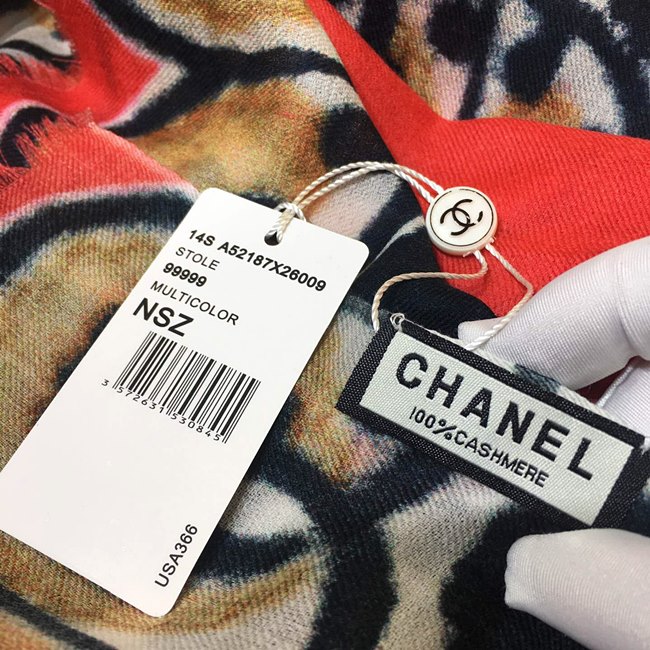 14S A52187X26009
STOLE
99999
MULTICOLOR
NSZ
3 572631 530845
USA366
CHANEL
100% CASHMERE